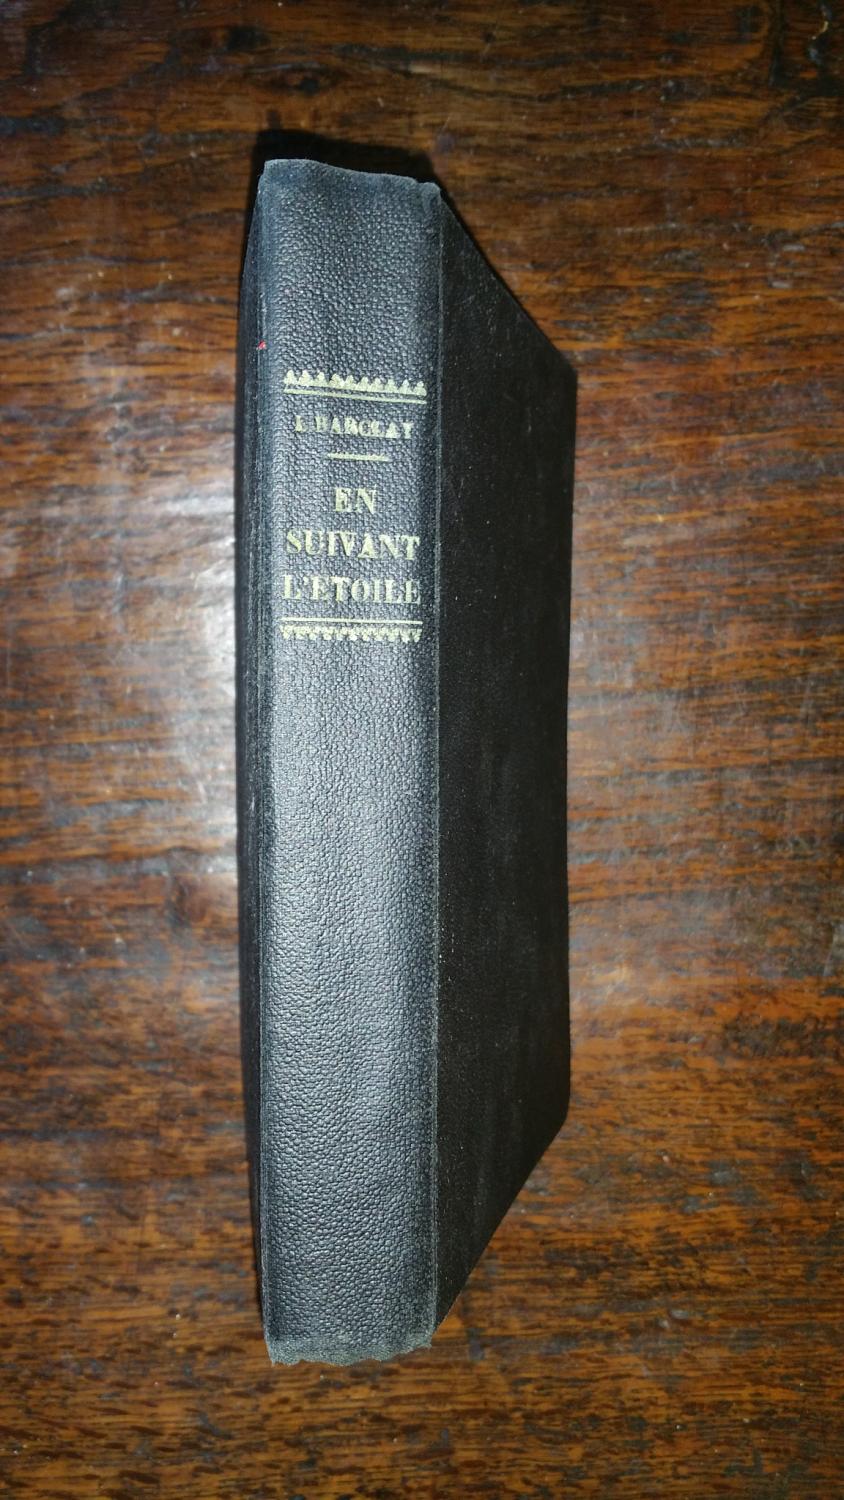 BARCLAY
EN
SUIVANT
L'ETOILE